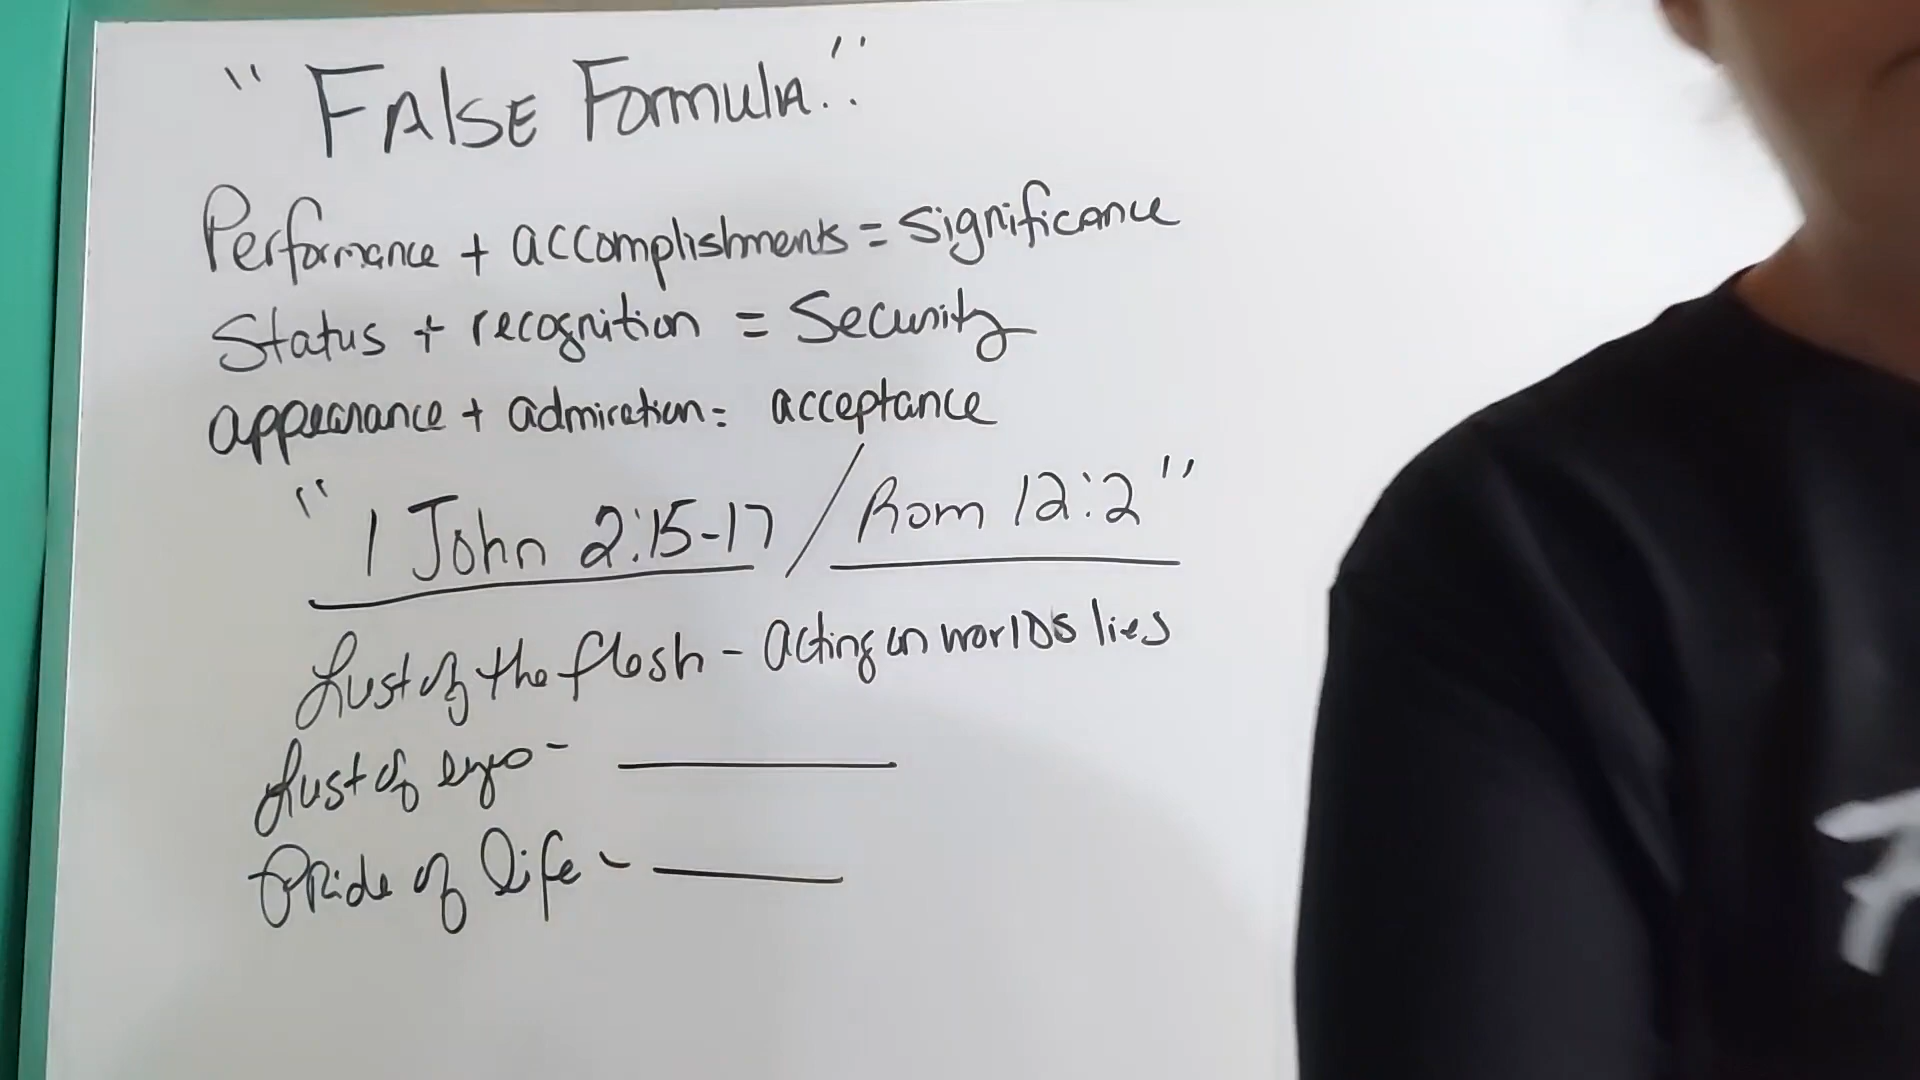 "False Formula:"
Performance + accomplishments = significance
Status + recognition = Security
appearance + admiration = acceptance
"1 John 2:15-17 / Rom 12:2"
Lust of the flesh - acting on worlds lies
Lust of eye -
Pride of life -